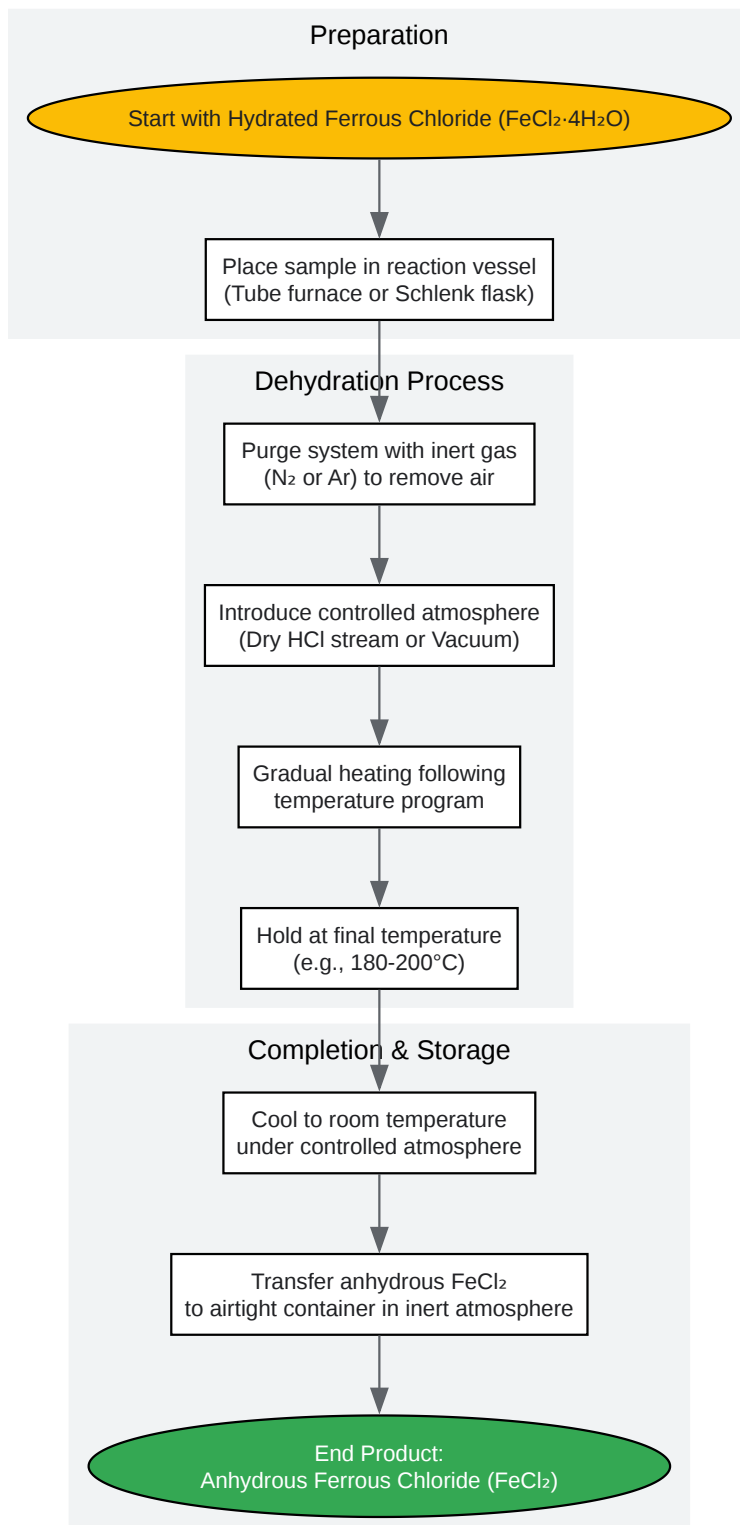 Preparation
Start with Hydrated Ferrous Chloride (FeCl₂·4H₂O)
Place sample in reaction vessel
(Tube furnace or Schlenk flask)
Dehydration Process
Purge system with inert gas
(N₂ or Ar) to remove air
Introduce controlled atmosphere
(Dry HCl stream or Vacuum)
Gradual heating following
temperature program
Hold at final temperature
(e.g., 180-200°C)
Completion & Storage
Cool to room temperature
under controlled atmosphere
Transfer anhydrous FeCl₂
to airtight container in inert atmosphere
End Product:
Anhydrous Ferrous Chloride (FeCl₂)